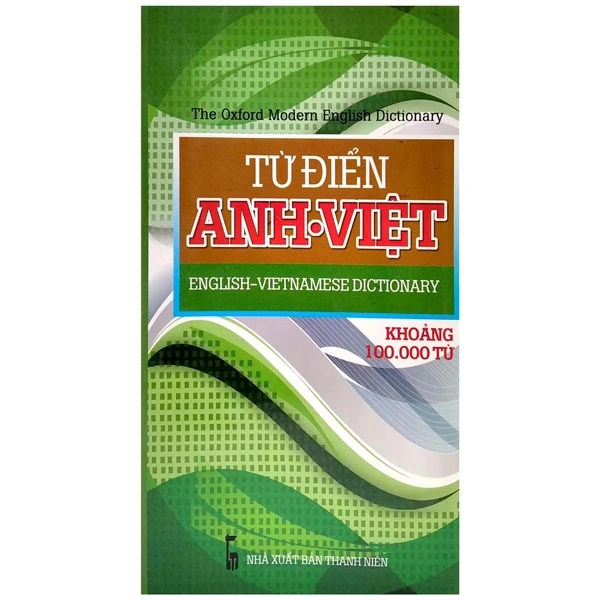 The Oxford Modern English Dictionary
TỪ ĐIỂN
ANH•VIỆT
ENGLISH-VIETNAMESE DICTIONARY
KHOẢNG
100.000 TỪ
NHÀ XUẤT BẢN THANH NIÊN